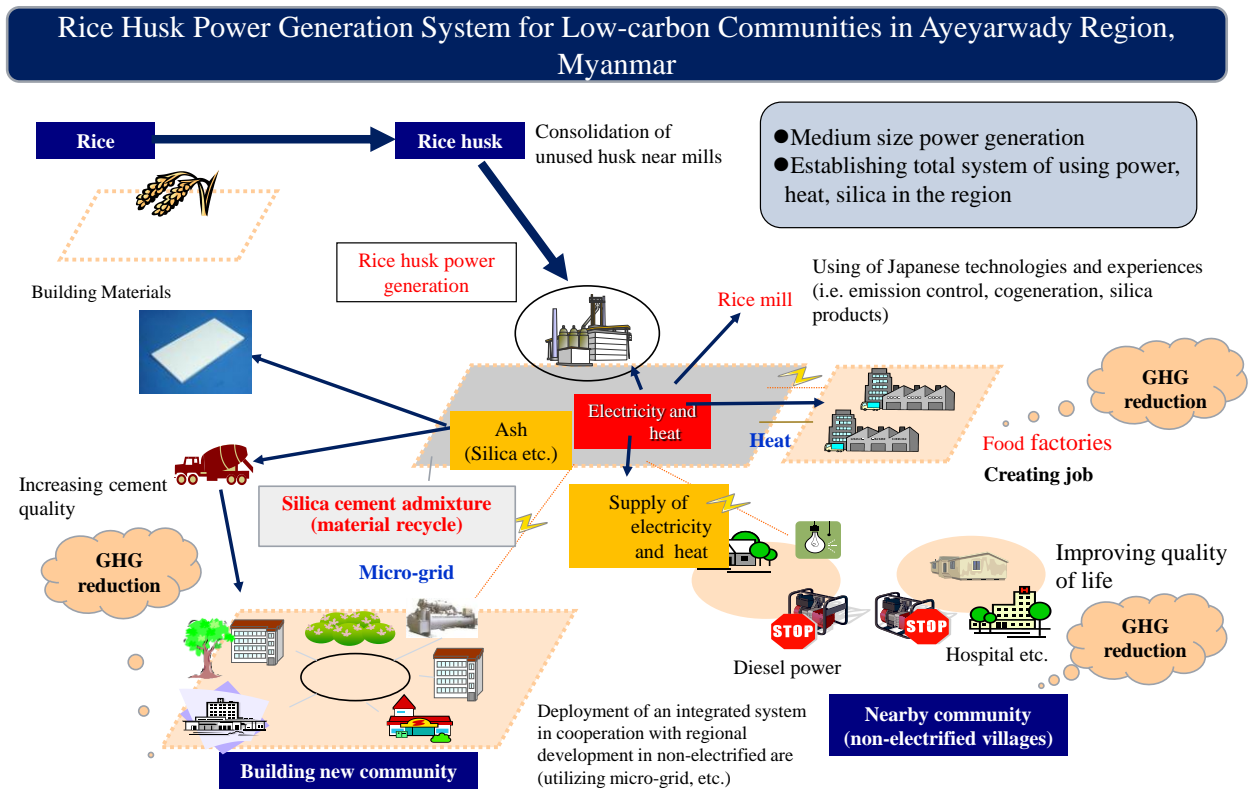 Rice Husk Power Generation System for Low-carbon Communities in Ayeyarwady Region,
Myanmar
Rice
Rice husk
Consolidation of
unused husk near mills
●Medium size power generation
●Establishing total system of using power,
heat, silica in the region
Rice husk power
generation
Using of Japanese technologies and experiences
(i.e. emission control, cogeneration, silica
products)
Rice mill
Building Materials
GHG
reduction
Electricity and
heat
Ash
(Silica etc.)
Heat
Food factories
Creating job
Increasing cement
quality
Silica cement admixture
(material recycle)
Supply of
electricity
and heat
GHG
reduction
Micro-grid
Improving quality
of life
STOP
STOP
GHG
reduction
Diesel power
Hospital etc.
Deployment of an integrated system
in cooperation with regional
development in non-electrified are
(utilizing micro-grid, etc.)
Nearby community
(non-electrified villages)
Building new community